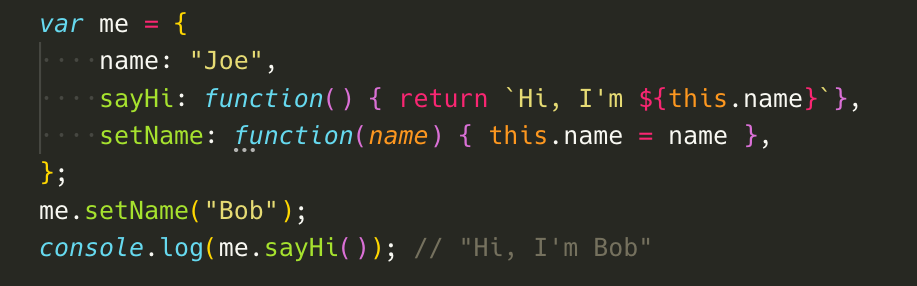 var me = {
    name: "Joe",
    sayHi: function() { return `Hi, I'm ${this.name}`},
    setName: function(name) { this.name = name },
};
me.setName("Bob");
console.log(me.sayHi()); // "Hi, I'm Bob"